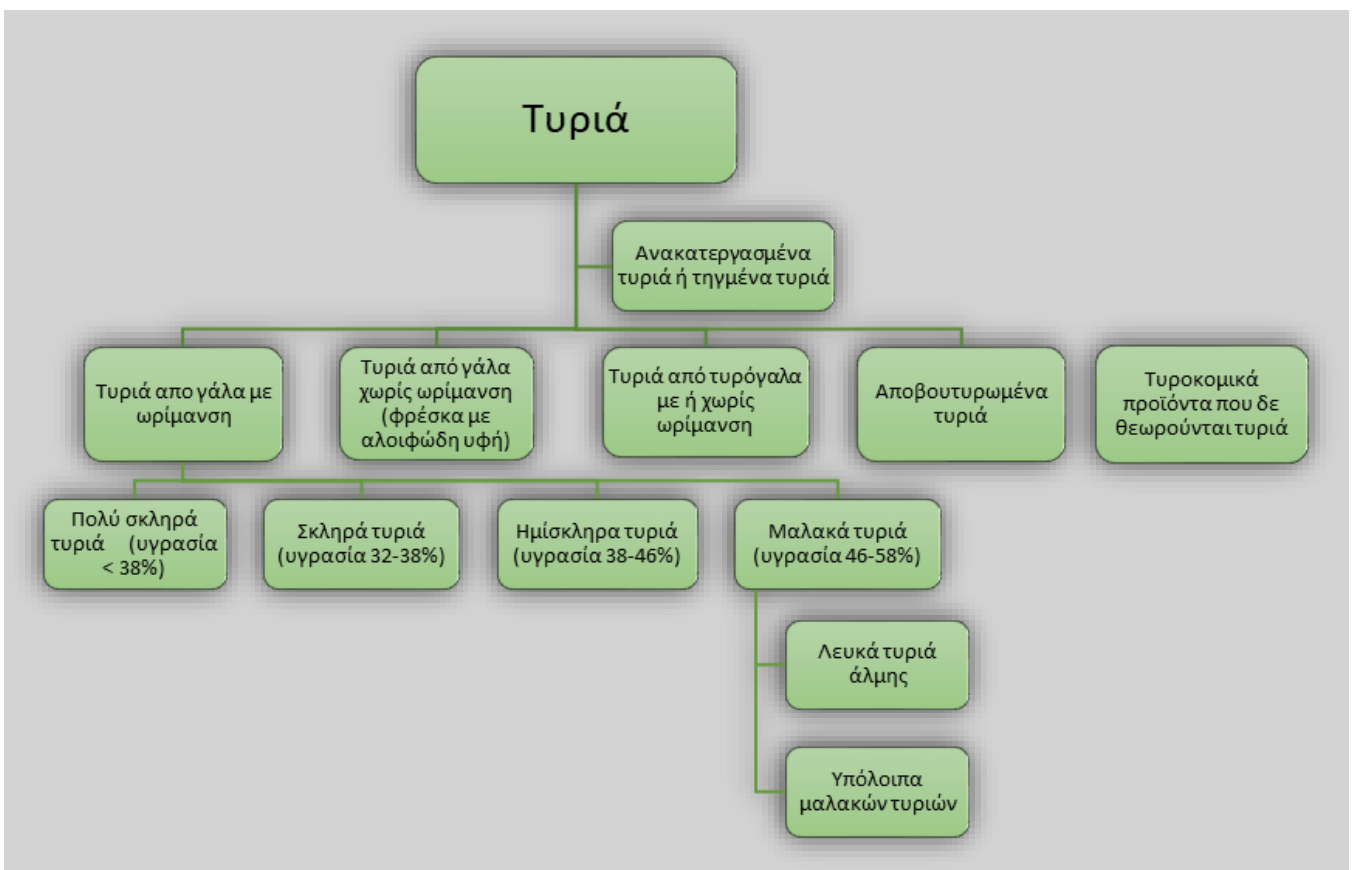 Τυριά
Ανακατεργασμένα
τυριά ή τηγμένα τυριά
Τυριά απο γάλα με
ωρίμανση
Τυριά από γάλα
χωρίς ωρίμανση
(φρέσκα με
αλοιφώδη υφή)
Τυριά από τυρόγαλα
με ή χωρίς
ωρίμανση
Αποβουτυρωμένα
τυριά
Τυροκομικά
προϊόντα που δε
θεωρούνται τυριά
Πολύ σκληρά
τυριά (υγρασία
< 38%)
Σκληρά τυριά
(υγρασία 32-38%)
Ημίσκληρα τυριά
(υγρασία 38-46%)
Μαλακά τυριά
(υγρασία 46-58%)
Λευκά τυριά
άλμης
Υπόλοιπα
μαλακών τυριών